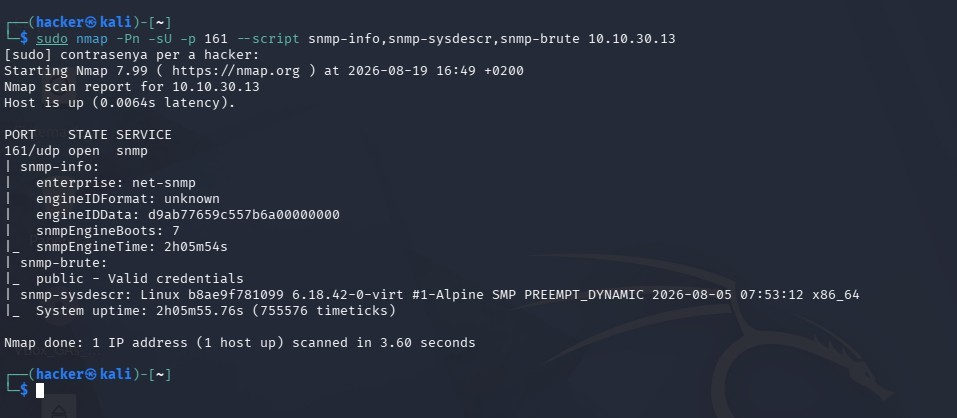 ┌──(hacker㉿kali)-[~]
└─$ sudo nmap -Pn -sU -p 161 --script snmp-info,snmp-sysdescr,snmp-brute 10.10.30.13
[sudo] contrasenya per a hacker:
Starting Nmap 7.99 ( https://nmap.org ) at 2026-08-19 16:49 +0200
Nmap scan report for 10.10.30.13
Host is up (0.0064s latency).

PORT    STATE SERVICE
161/udp open  snmp
| snmp-info:
|   enterprise: net-snmp
|   engineIDFormat: unknown
|   engineIDData: d9ab77659c557b6a00000000
|   snmpEngineBoots: 7
|_  snmpEngineTime: 2h05m54s
| snmp-brute:
|_  public - Valid credentials
| snmp-sysdescr: Linux b8ae9f781099 6.18.42-0-virt #1-Alpine SMP PREEMPT_DYNAMIC 2026-08-05 07:53:12 x86_64
|_  System uptime: 2h05m55.76s (755576 timeticks)

Nmap done: 1 IP address (1 host up) scanned in 3.60 seconds

┌──(hacker㉿kali)-[~]
└─$